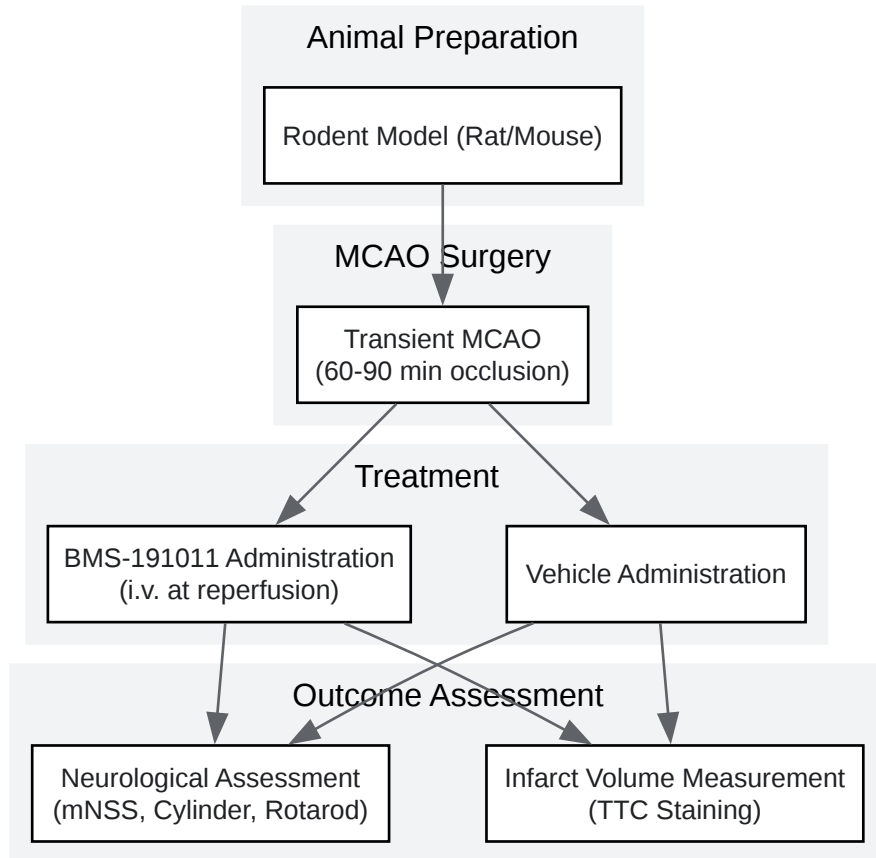 Animal Preparation
Rodent Model (Rat/Mouse)
MCAO Surgery
Transient MCAO
(60-90 min occlusion)
Treatment
BMS-191011 Administration
(i.v. at reperfusion)
Vehicle Administration
Outcome Assessment
Neurological Assessment
(mNSS, Cylinder, Rotarod)
Infarct Volume Measurement
(TTC Staining)